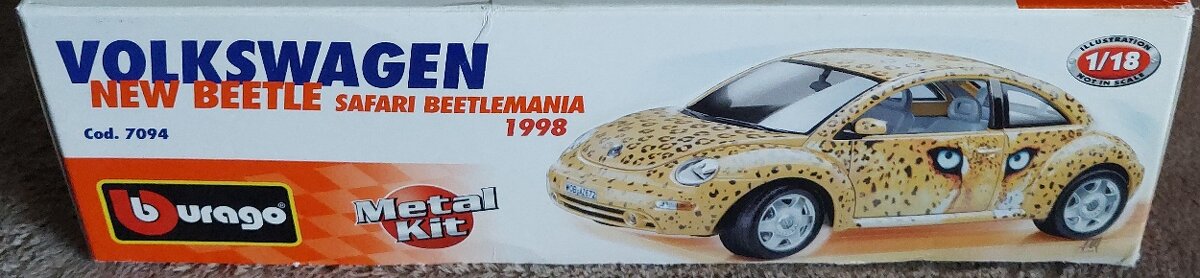 VOLKSWAGEN
NEW BEETLE SAFARI BEETLEMANIA
1998
Cod. 7094
burago®
Metal
Kit
ILLUSTRATION
1/18
NOT IN SCALE